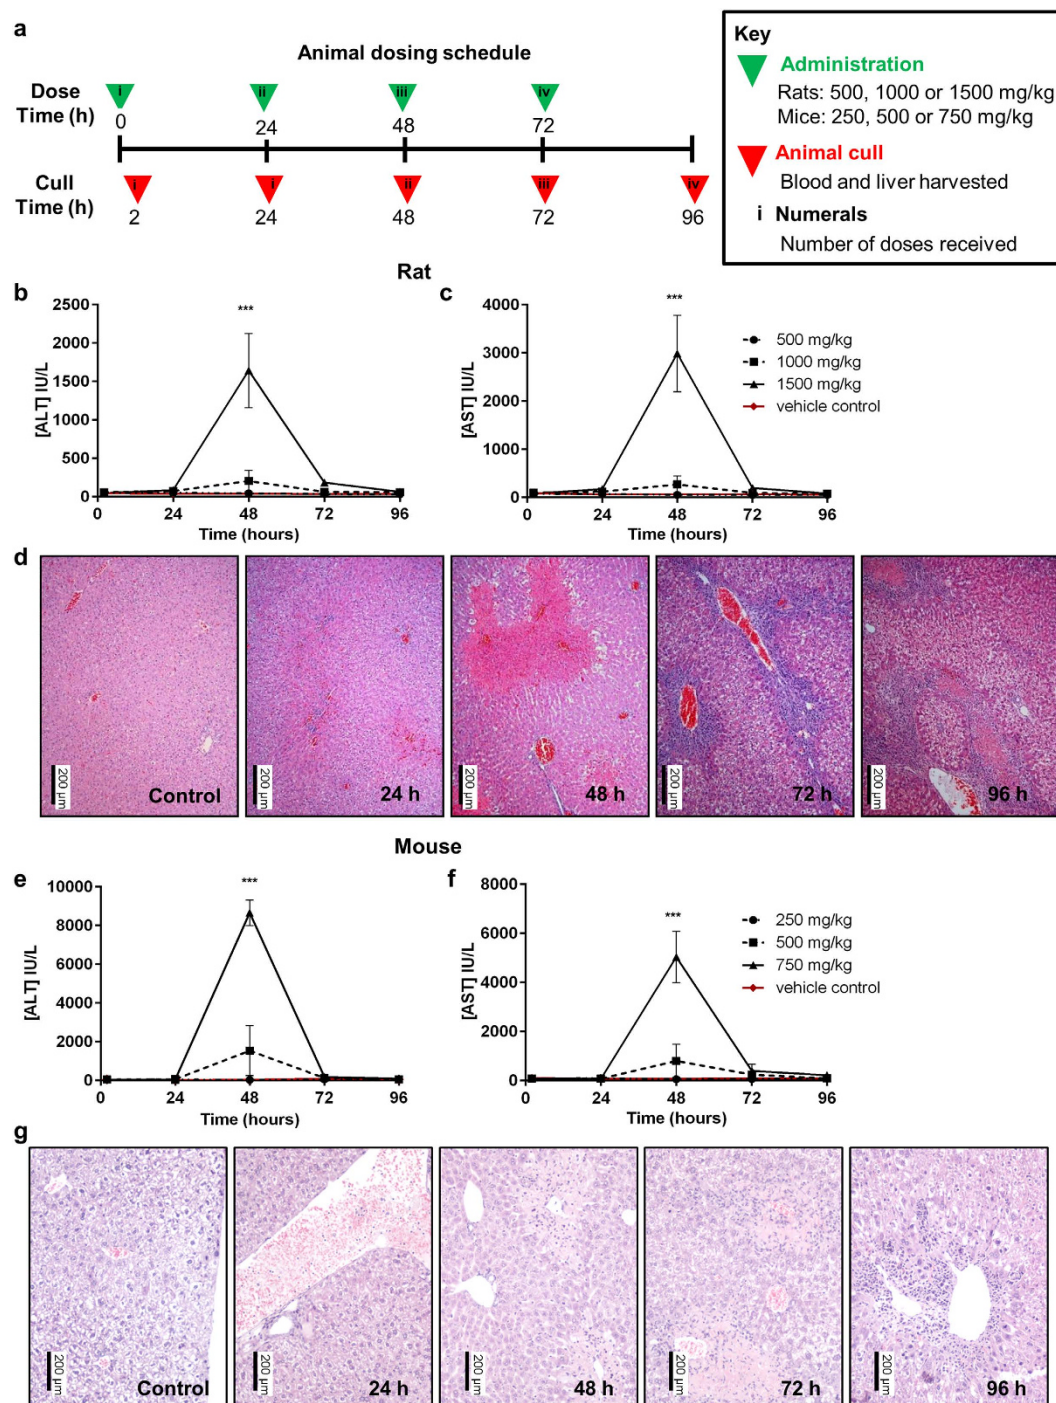 a
Animal dosing schedule
Dose
Time (h)
i ii iii iv
0 24 48 72
Cull
Time (h)
i i ii iii iv
2 24 48 72 96
Key
Administration
Rats: 500, 1000 or 1500 mg/kg
Mice: 250, 500 or 750 mg/kg
Animal cull
Blood and liver harvested
i Numerals
Number of doses received
Rat
b
2500
2000
1500
1000
500
0
[ALT] IU/L
***
0 24 48 72 96
Time (hours)
c
4000
3000
2000
1000
0
[AST] IU/L
***
0 24 48 72 96
Time (hours)
500 mg/kg
1000 mg/kg
1500 mg/kg
vehicle control
d
200 µm
Control
200 µm
24 h
200 µm
48 h
200 µm
72 h
200 µm
96 h
Mouse
e
10000
8000
6000
4000
2000
0
[ALT] IU/L
***
0 24 48 72 96
Time (hours)
f
8000
6000
4000
2000
0
[AST] IU/L
***
0 24 48 72 96
Time (hours)
250 mg/kg
500 mg/kg
750 mg/kg
vehicle control
g
200 µm
Control
200 µm
24 h
200 µm
48 h
200 µm
72 h
200 µm
96 h